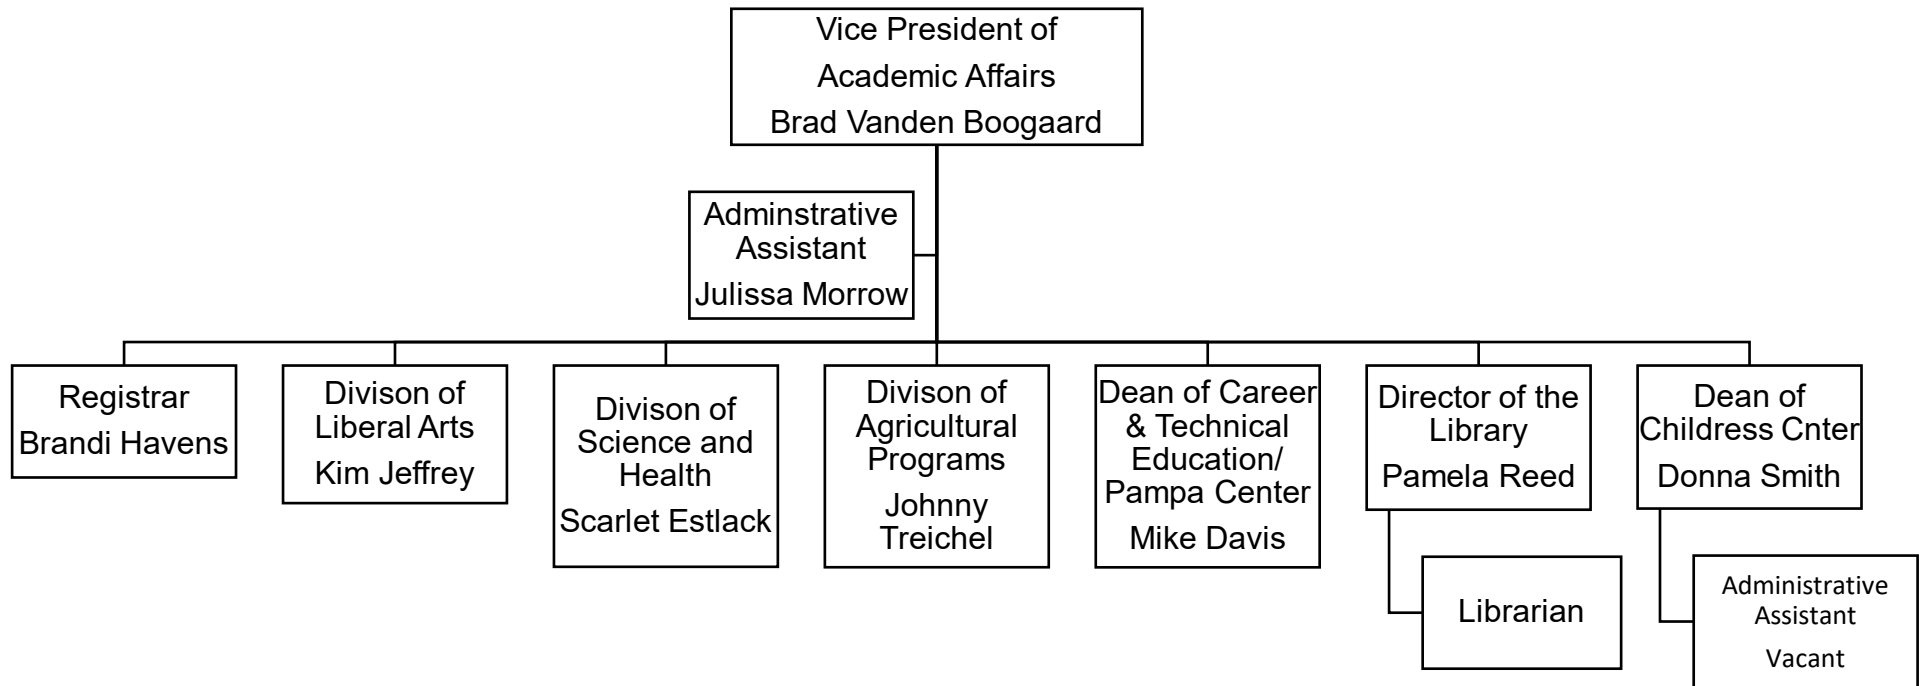 Vice President of
Academic Affairs
Brad Vanden Boogaard
Adminstrative
Assistant
Julissa Morrow
Registrar
Brandi Havens
Divison of
Liberal Arts
Kim Jeffrey
Divison of
Science and
Health
Scarlet Estlack
Divison of
Agricultural
Programs
Johnny
Treichel
Dean of Career
& Technical
Education/
Pampa Center
Mike Davis
Director of the
Library
Pamela Reed
Dean of
Childress Cnter
Donna Smith
Librarian
Administrative
Assistant
Vacant